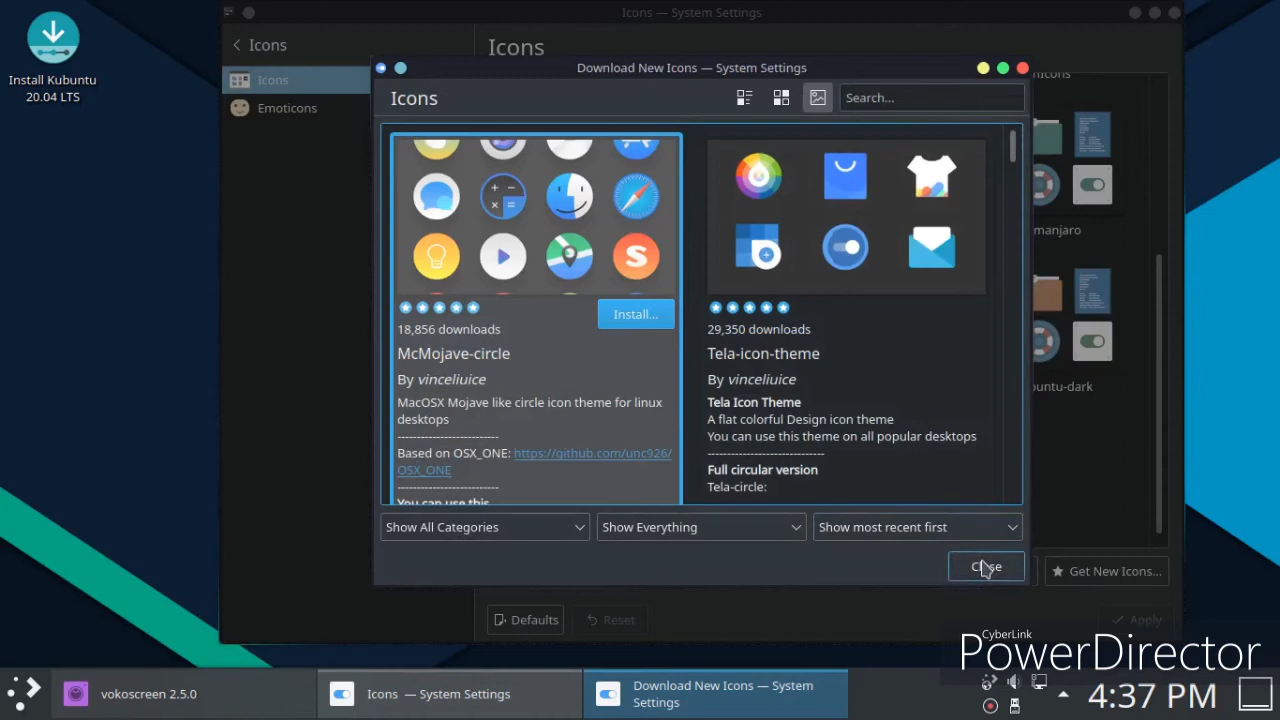 Install Kubuntu
20.04 LTS
Icons — System Settings
Icons
Icons
Icons
Emoticons
Download New Icons — System Settings
Icons
Search...
18,856 downloads
Install...
McMojave-circle
By vinceliuice
MacOSX Mojave like circle icon theme for linux
desktops
--------------------------
Based on OSX_ONE: https://github.com/unc926/
OSX_ONE
--------------------------
You can use this
29,350 downloads
Tela-icon-theme
By vinceliuice
Tela Icon Theme
A flat colorful Design icon theme
You can use this theme on all popular desktops
------------------------------
Full circular version
Tela-circle:
manjaro
untu-dark
Show All Categories
Show Everything
Show most recent first
Close
Get New Icons...
Defaults
Reset
Apply
CyberLink
PowerDirector
vokoscreen 2.5.0
Icons — System Settings
Download New Icons — System
Settings
4:37 PM